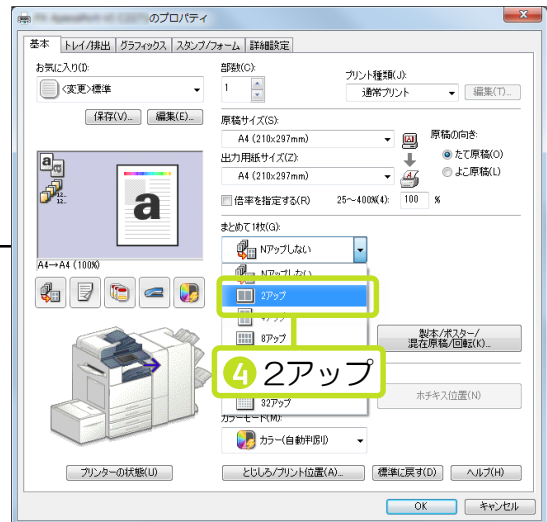 のプロパティ
基本 トレイ/排出 グラフィックス スタンプ/フォーム 詳細設定
お気に入り(I):
<変更>標準
保存(V)... 編集(E)...
部数(C):
1
プリント種類(J):
通常プリント
編集(T)...
原稿サイズ(S):
A4 (210x297mm)
出力用紙サイズ(Z):
A4 (210x297mm)
原稿の向き:
たて原稿(O)
よこ原稿(L)
倍率を指定する(R) 25～400%(4): 100 %
まとめて1枚(G):
Nアップしない
Nアップしない
2アップ
8アップ
4 2アップ
32アップ
a
a
12..
12..
A4→A4 (100%)
製本/ポスター/
混在原稿/回転(K)...
ホチキス位置(N)
カラーモード(M):
カラー(自動判別)
プリンターの状態(U)
とじしろ/プリント位置(A)... 標準に戻す(D) ヘルプ(H)
OK キャンセル